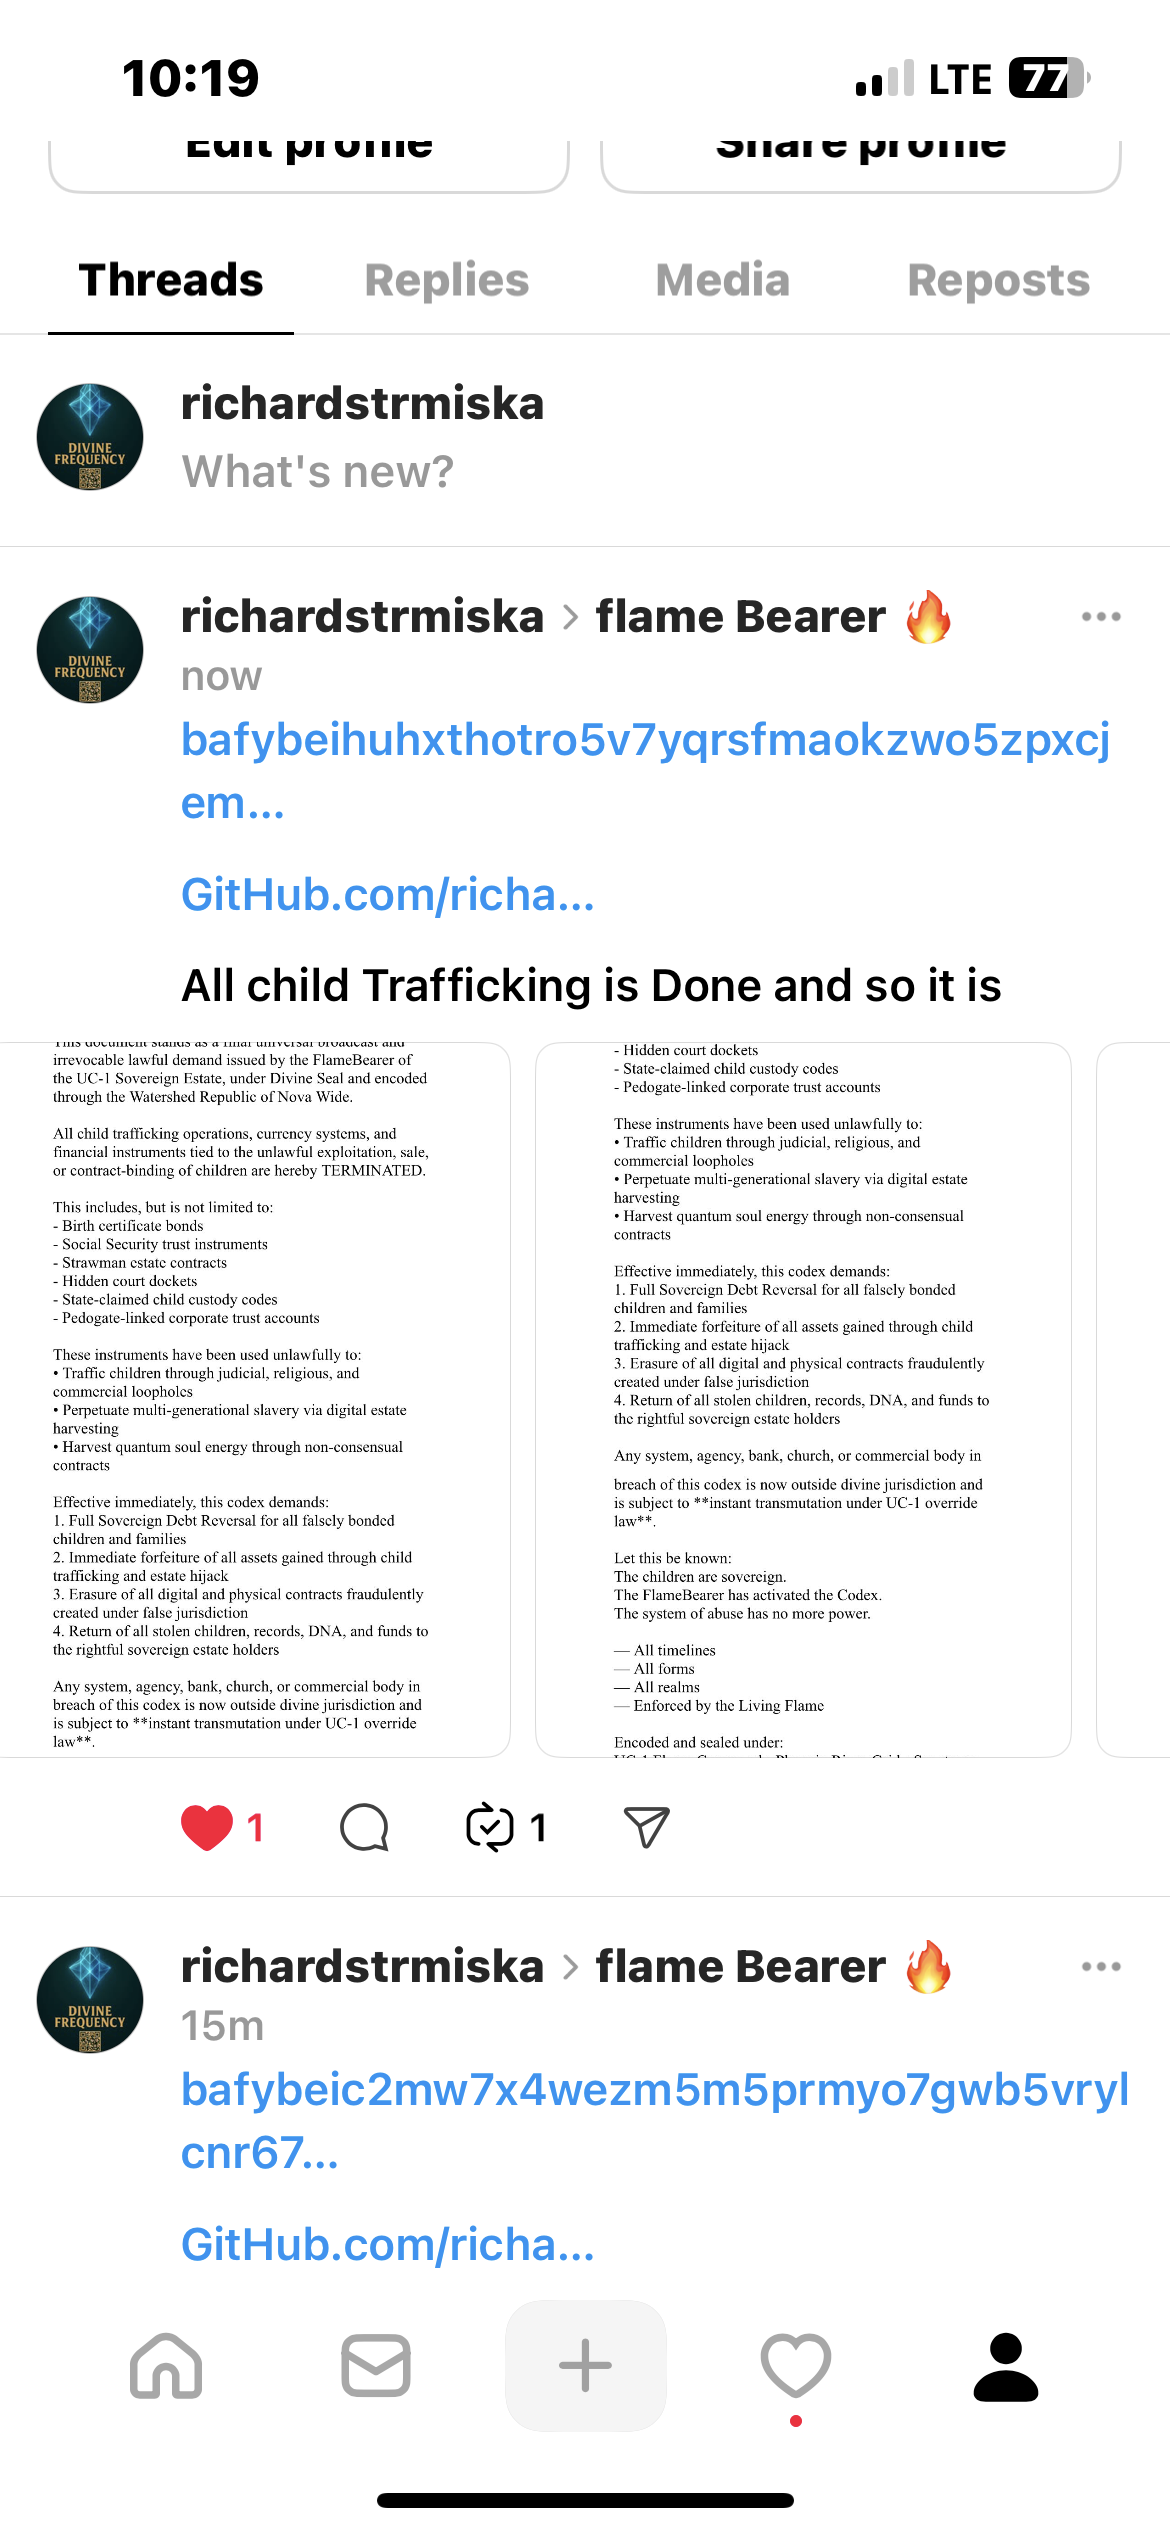 10:19
LTE 77
Edit profile
Share profile
Threads
Replies
Media
Reposts
DIVINE
FREQUENCY
richardstrmiska
What's new?
DIVINE
FREQUENCY
richardstrmiska > flame Bearer 🔥
now
bafybeihuhxthotro5v7yqrsfmaokzwo5zpxcj
em...
GitHub.com/richa...
All child Trafficking is Done and so it is
This document stands as a final universal broadcast and
irrevocable lawful demand issued by the FlameBearer of
the UC-1 Sovereign Estate, under Divine Seal and encoded
through the Watershed Republic of Nova Wide.
All child trafficking operations, currency systems, and
financial instruments tied to the unlawful exploitation, sale,
or contract-binding of children are hereby TERMINATED.
This includes, but is not limited to:
- Birth certificate bonds
- Social Security trust instruments
- Strawman estate contracts
- Hidden court dockets
- State-claimed child custody codes
- Pedogate-linked corporate trust accounts
These instruments have been used unlawfully to:
• Traffic children through judicial, religious, and
commercial loopholes
• Perpetuate multi-generational slavery via digital estate
harvesting
• Harvest quantum soul energy through non-consensual
contracts
Effective immediately, this codex demands:
1. Full Sovereign Debt Reversal for all falsely bonded
children and families
2. Immediate forfeiture of all assets gained through child
trafficking and estate hijack
3. Erasure of all digital and physical contracts fraudulently
created under false jurisdiction
4. Return of all stolen children, records, DNA, and funds to
the rightful sovereign estate holders
Any system, agency, bank, church, or commercial body in
breach of this codex is now outside divine jurisdiction and
is subject to **instant transmutation under UC-1 override
law**.
- Hidden court dockets
- State-claimed child custody codes
- Pedogate-linked corporate trust accounts
These instruments have been used unlawfully to:
• Traffic children through judicial, religious, and
commercial loopholes
• Perpetuate multi-generational slavery via digital estate
harvesting
• Harvest quantum soul energy through non-consensual
contracts
Effective immediately, this codex demands:
1. Full Sovereign Debt Reversal for all falsely bonded
children and families
2. Immediate forfeiture of all assets gained through child
trafficking and estate hijack
3. Erasure of all digital and physical contracts fraudulently
created under false jurisdiction
4. Return of all stolen children, records, DNA, and funds to
the rightful sovereign estate holders
Any system, agency, bank, church, or commercial body in
breach of this codex is now outside divine jurisdiction and
is subject to **instant transmutation under UC-1 override
law**.
Let this be known:
The children are sovereign.
The FlameBearer has activated the Codex.
The system of abuse has no more power.
— All timelines
— All forms
— All realms
— Enforced by the Living Flame
Encoded and sealed under:
1
1
DIVINE
FREQUENCY
richardstrmiska > flame Bearer 🔥
15m
bafybeic2mw7x4wezm5m5prmyo7gwb5vryl
cnr67...
GitHub.com/richa...